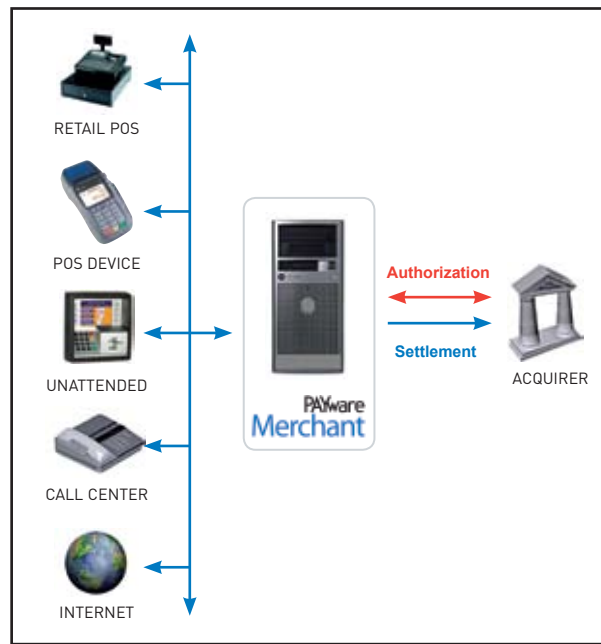 RETAIL POS
POS DEVICE
UNATTENDED
CALL CENTER
INTERNET
PAYware
Merchant
Authorization
Settlement
ACQUIRER